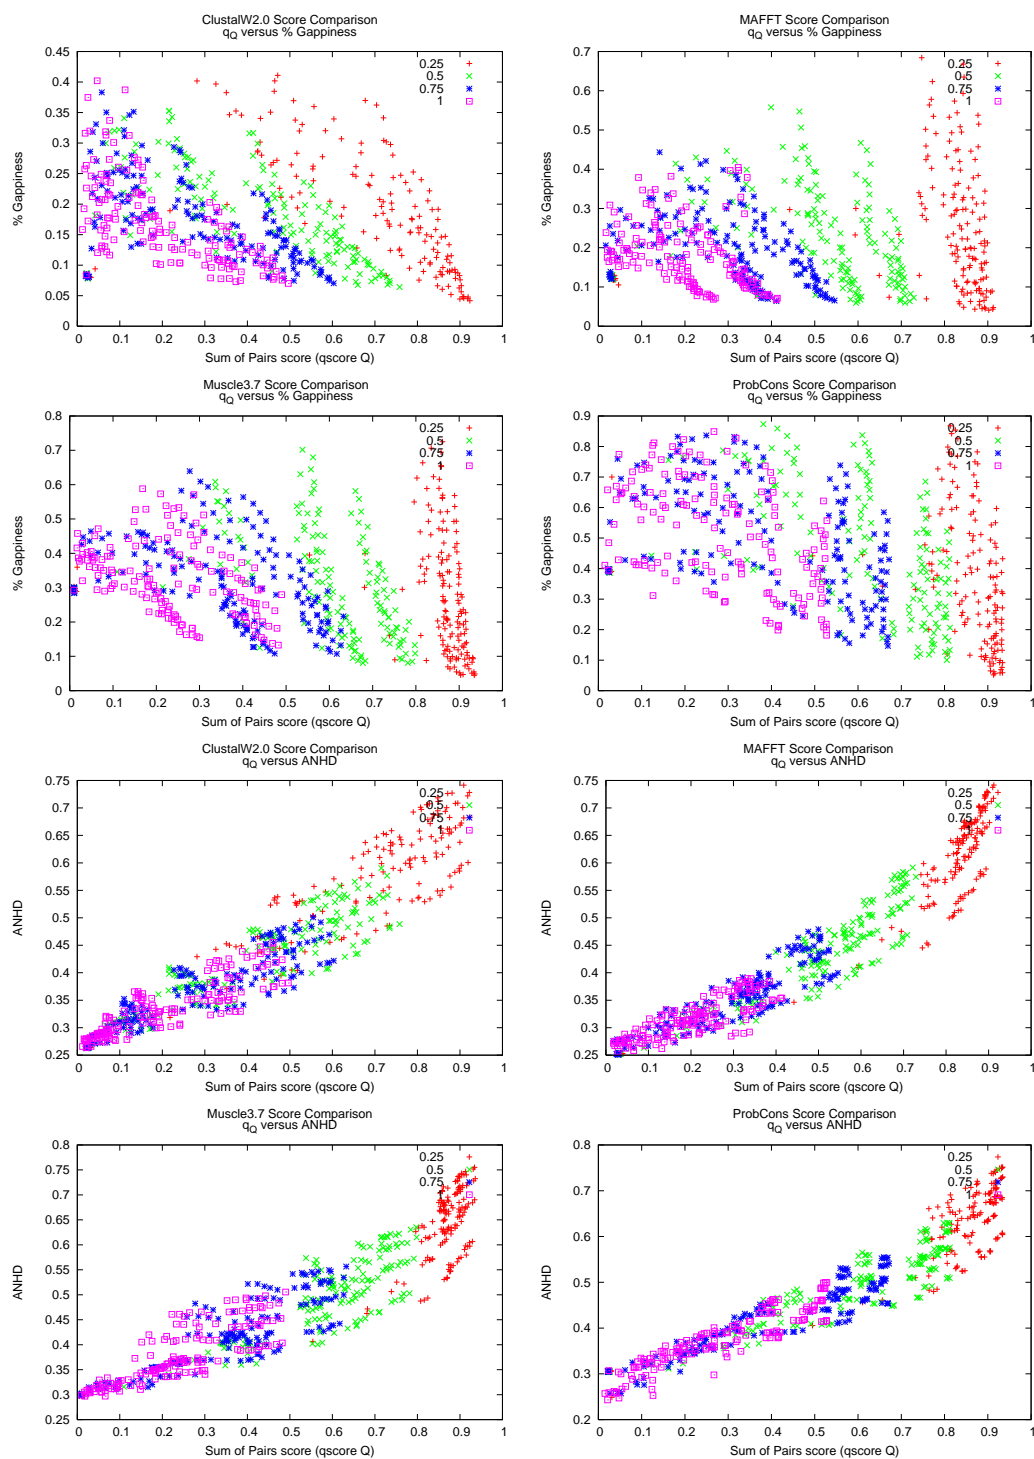 ClustalW2.0 Score Comparison
qQ versus % Gappiness
0.45
0.4
0.35
0.3
0.25
0.2
0.15
0.1
0.05
0
% Gappiness
0.25
0.5
0.75
1
0 0.1 0.2 0.3 0.4 0.5 0.6 0.7 0.8 0.9 1
Sum of Pairs score (qscore Q)
MAFFT Score Comparison
qQ versus % Gappiness
0.7
0.6
0.5
0.4
0.3
0.2
0.1
0
% Gappiness
0.25
0.5
0.75
1
0 0.1 0.2 0.3 0.4 0.5 0.6 0.7 0.8 0.9 1
Sum of Pairs score (qscore Q)
Muscle3.7 Score Comparison
qQ versus % Gappiness
0.8
0.7
0.6
0.5
0.4
0.3
0.2
0.1
0
% Gappiness
0.25
0.5
0.75
1
0 0.1 0.2 0.3 0.4 0.5 0.6 0.7 0.8 0.9 1
Sum of Pairs score (qscore Q)
ProbCons Score Comparison
qQ versus % Gappiness
0.9
0.8
0.7
0.6
0.5
0.4
0.3
0.2
0.1
0
% Gappiness
0.25
0.5
0.75
1
0 0.1 0.2 0.3 0.4 0.5 0.6 0.7 0.8 0.9 1
Sum of Pairs score (qscore Q)
ClustalW2.0 Score Comparison
qQ versus ANHD
0.75
0.7
0.65
0.6
0.55
0.5
0.45
0.4
0.35
0.3
0.25
ANHD
0.25
0.5
0.75
1
0 0.1 0.2 0.3 0.4 0.5 0.6 0.7 0.8 0.9 1
Sum of Pairs score (qscore Q)
MAFFT Score Comparison
qQ versus ANHD
0.75
0.7
0.65
0.6
0.55
0.5
0.45
0.4
0.35
0.3
0.25
ANHD
0.25
0.5
0.75
1
0 0.1 0.2 0.3 0.4 0.5 0.6 0.7 0.8 0.9 1
Sum of Pairs score (qscore Q)
Muscle3.7 Score Comparison
qQ versus ANHD
0.8
0.75
0.7
0.65
0.6
0.55
0.5
0.45
0.4
0.35
0.3
0.25
ANHD
0.25
0.5
0.75
1
0 0.1 0.2 0.3 0.4 0.5 0.6 0.7 0.8 0.9 1
Sum of Pairs score (qscore Q)
ProbCons Score Comparison
qQ versus ANHD
0.8
0.7
0.6
0.5
0.4
0.3
0.2
ANHD
0.25
0.5
0.75
1
0 0.1 0.2 0.3 0.4 0.5 0.6 0.7 0.8 0.9 1
Sum of Pairs score (qscore Q)